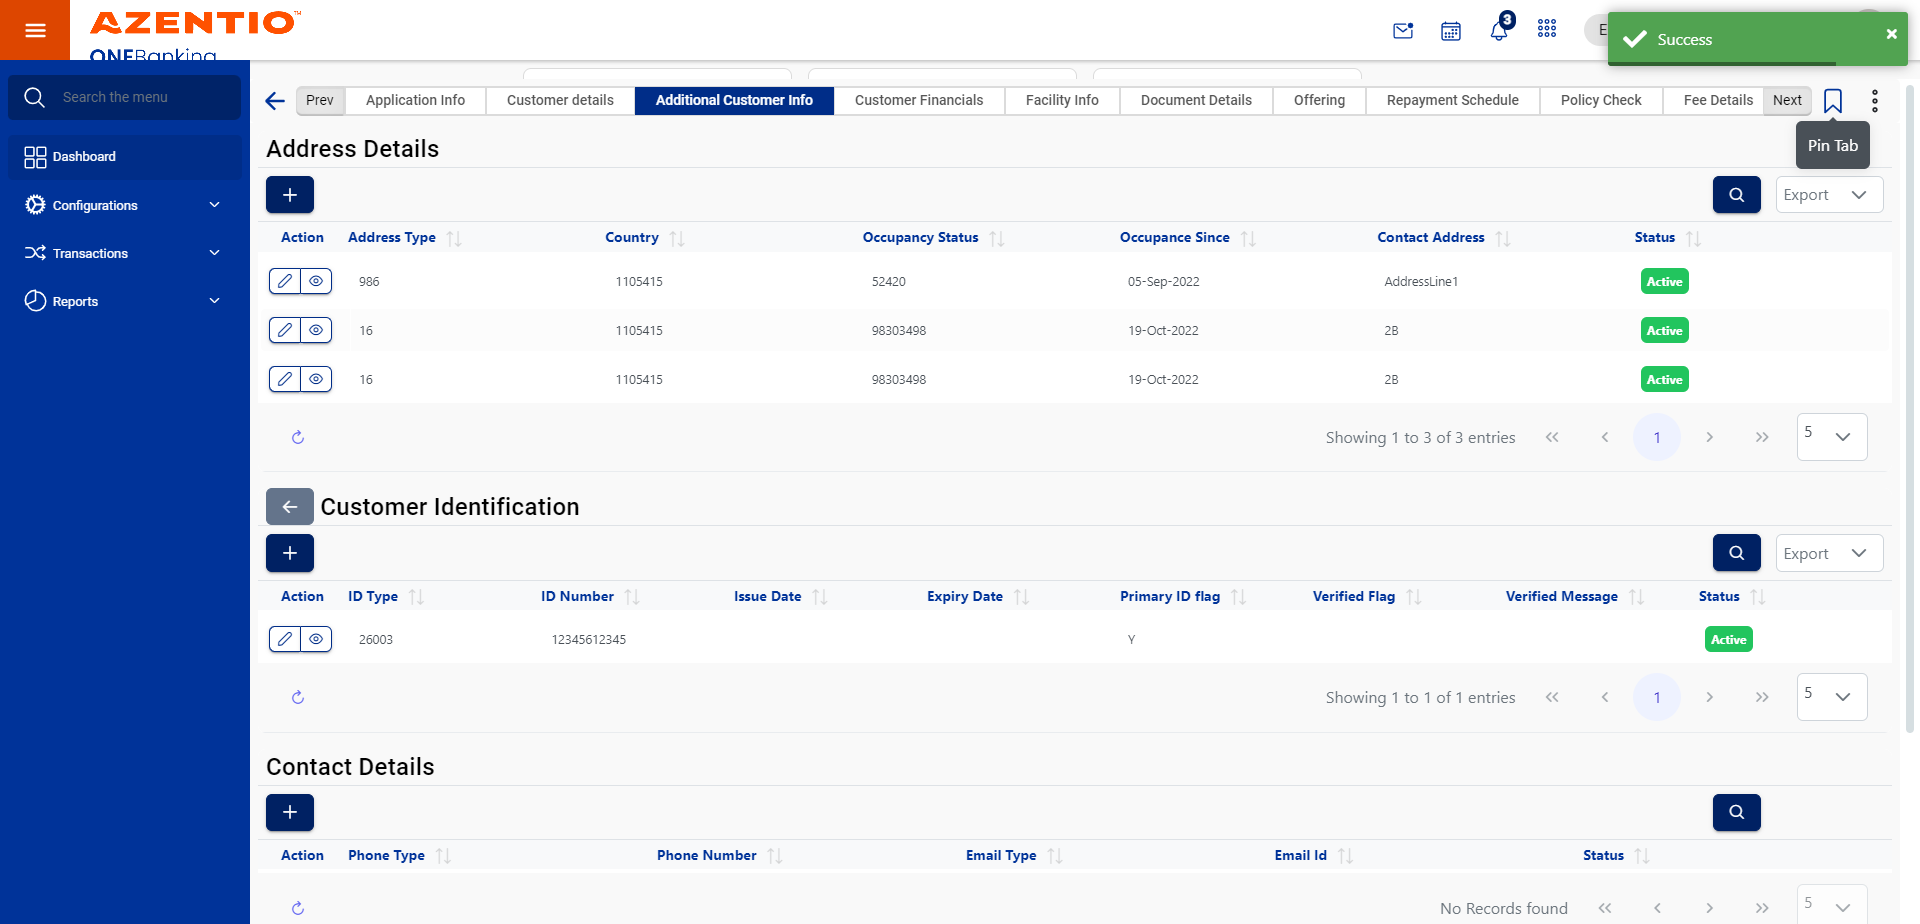 AZENTIO™
ONEBanking
3
E
Success
Search the menu
Dashboard
Configurations
Transactions
Reports
Prev
Application Info
Customer details
Additional Customer Info
Customer Financials
Facility Info
Document Details
Offering
Repayment Schedule
Policy Check
Fee Details
Next
Pin Tab
Address Details
Export
Action Address Type Country Occupancy Status Occupance Since Contact Address Status
986 1105415 52420 05-Sep-2022 AddressLine1 Active
16 1105415 98303498 19-Oct-2022 2B Active
16 1105415 98303498 19-Oct-2022 2B Active
Showing 1 to 3 of 3 entries 1 5
Customer Identification
Export
Action ID Type ID Number Issue Date Expiry Date Primary ID flag Verified Flag Verified Message Status
26003 12345612345 Y Active
Showing 1 to 1 of 1 entries 1 5
Contact Details
Action Phone Type Phone Number Email Type Email Id Status
No Records found 5